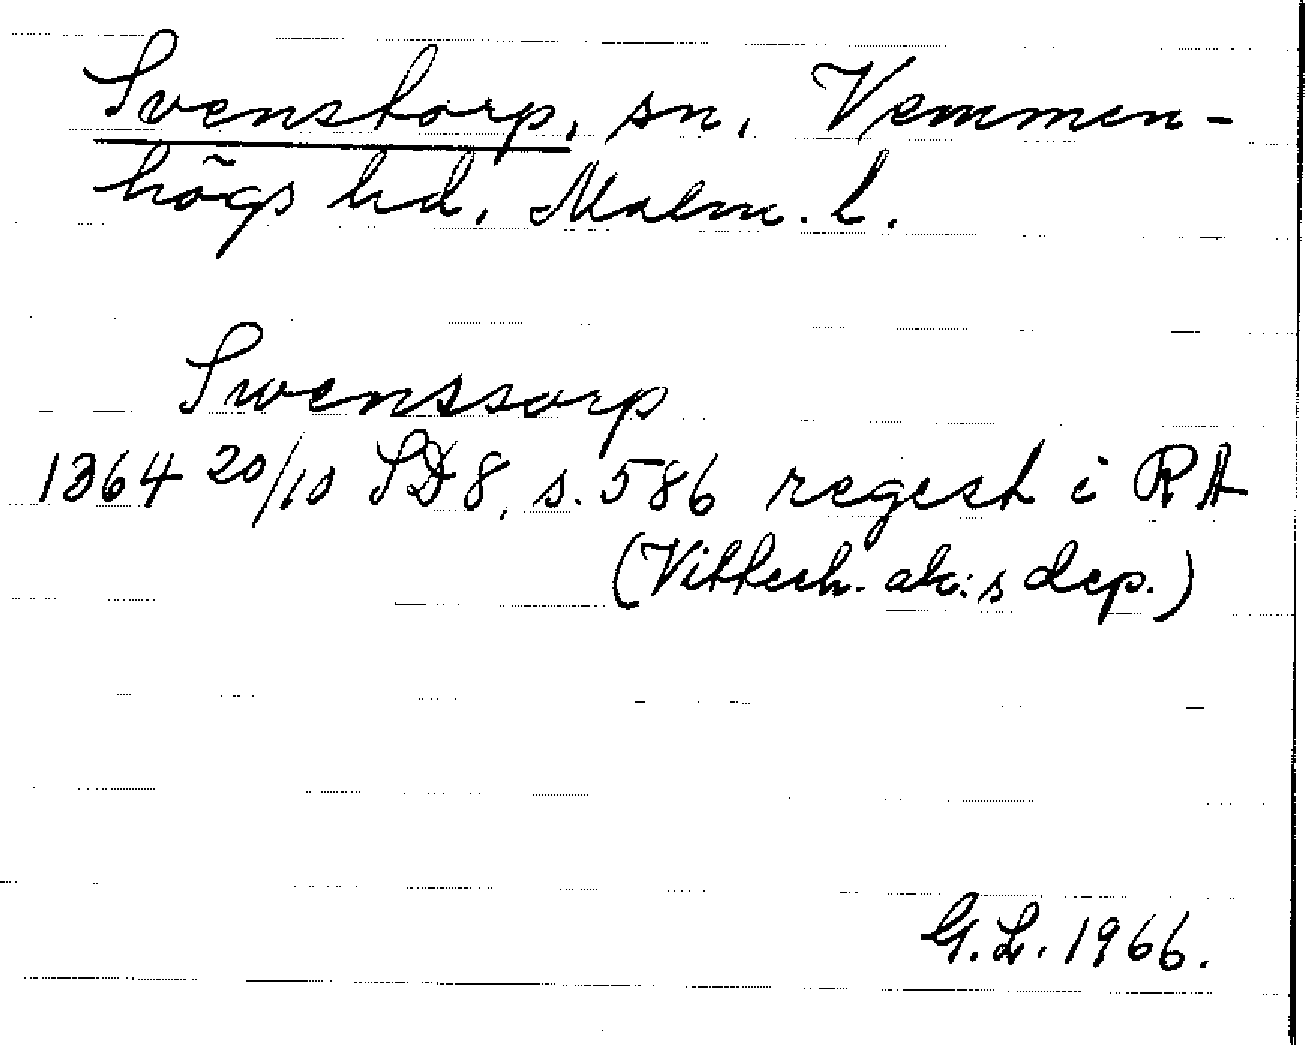 Svenstorp, sn, Vemmen-
högs hd, Malm. l.
Swenssorp
1364 20/10 SD 8, s. 586 regest i RA
(Vitterh. ak:s dep.)
G.L. 1966.